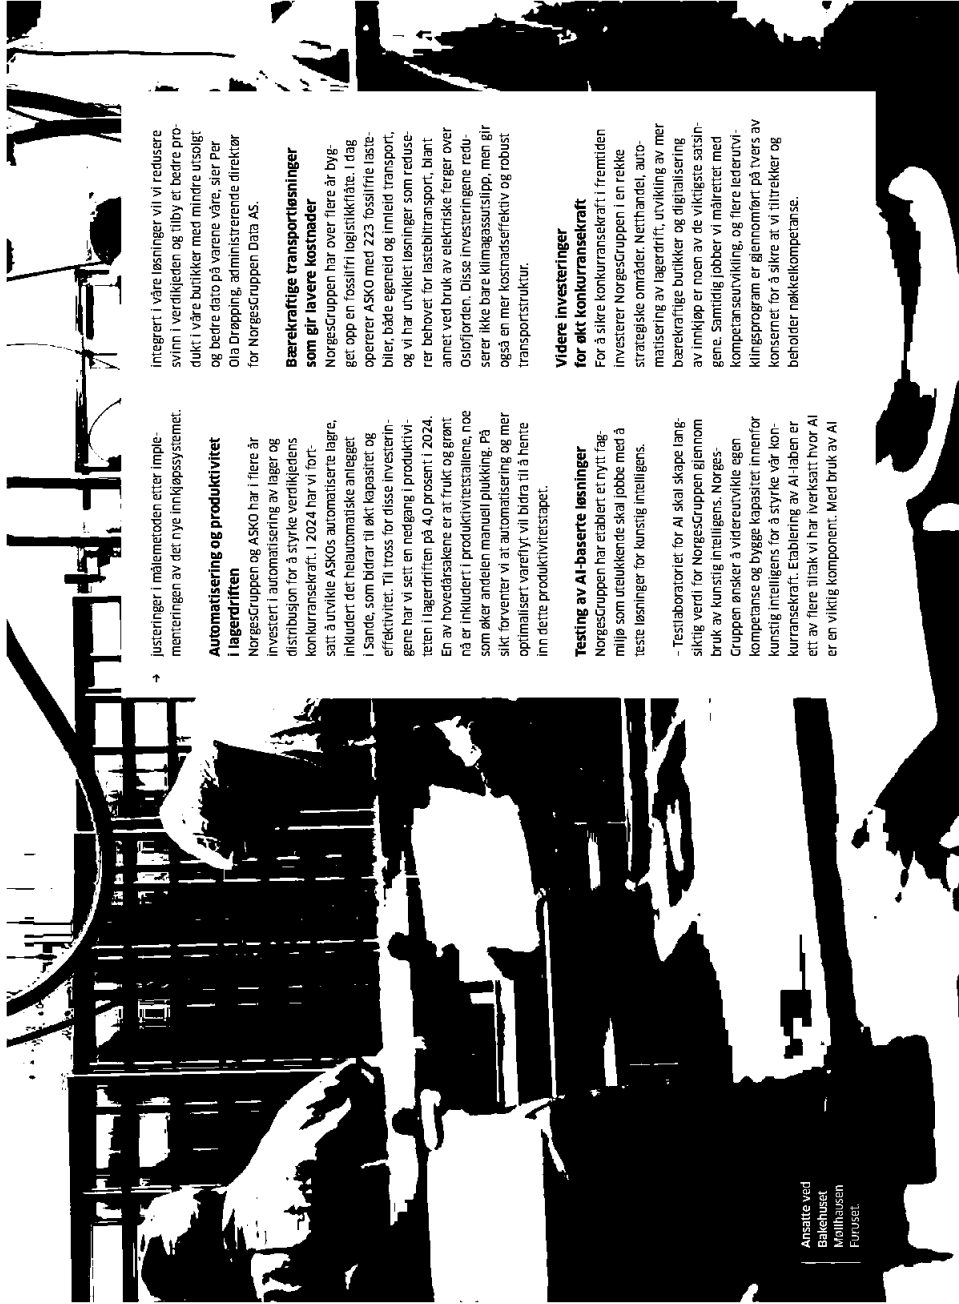 → justeringer i målemetoden etter imple-
menteringen av det nye innkjøpssystemet.
Automatisering og produktivitet
i lagerdriften
NorgesGruppen og ASKO har i flere år
investert i automatisering av lager og
distribusjon for å styrke verdikjedens
konkurransekraft. I 2024 har vi fort-
satt å utvikle ASKOs automatiserte lagre,
inkludert det helautomatiske anlegget
i Sande, som bidrar til økt kapasitet og
effektivitet. Til tross for disse investerin-
gene har vi sett en nedgang i produktivi-
teten i lagerdriften på 4,0 prosent i 2024.
En av hovedårsakene er at frukt og grønt
nå er inkludert i produktivitetstallene, noe
som øker andelen manuell plukking. På
sikt forventer vi at automatisering og mer
optimalisert vareflyt vil bidra til å hente
inn dette produktivitetstapet.
Testing av AI-baserte løsninger
NorgesGruppen har etablert et nytt fag-
miljø som utelukkende skal jobbe med å
teste løsninger for kunstig intelligens.
– Testlaboratoriet for AI skal skape lang-
siktig verdi for NorgesGruppen gjennom
bruk av kunstig intelligens. Norges-
Gruppen ønsker å videreutvikle egen
kompetanse og bygge kapasitet innenfor
kunstig intelligens for å styrke vår kon-
kurransekraft. Etablering av AI-laben er
ett av flere tiltak vi har iverksatt hvor AI
er en viktig komponent. Med bruk av AI
integrert i våre løsninger vil vi redusere
svinn i verdikjeden og tilby et bedre pro-
dukt i våre butikker med mindre utsolgt
og bedre dato på varene våre, sier Per
Ola Drøpping, administrerende direktør
for NorgesGruppen Data AS.
Bærekraftige transportløsninger
som gir lavere kostnader
NorgesGruppen har over flere år byg-
get opp en fossilfri logistikkflåte. I dag
opererer ASKO med 223 fossilfrie laste-
biler, både egeneid og innleid transport,
og vi har utviklet løsninger som reduse-
rer behovet for lastebiltransport, blant
annet ved bruk av elektriske ferger over
Oslofjorden. Disse investeringene redu-
serer ikke bare klimagassutslipp, men gir
også en mer kostnadseffektiv og robust
transportstruktur.
Videre investeringer
for økt konkurransekraft
For å sikre konkurransekraft i fremtiden
investerer NorgesGruppen i en rekke
strategiske områder. Netthandel, auto-
matisering av lagerdrift, utvikling av mer
bærekraftige butikker og digitalisering
av innkjøp er noen av de viktigste satsin-
gene. Samtidig jobber vi målrettet med
kompetanseutvikling, og flere lederutvi-
klingsprogram er gjennomført på tvers av
konsernet for å sikre at vi tiltrekker og
beholder nøkkelkompetanse.
Ansatte ved
Bakehuset
Møllhausen
Furuset.